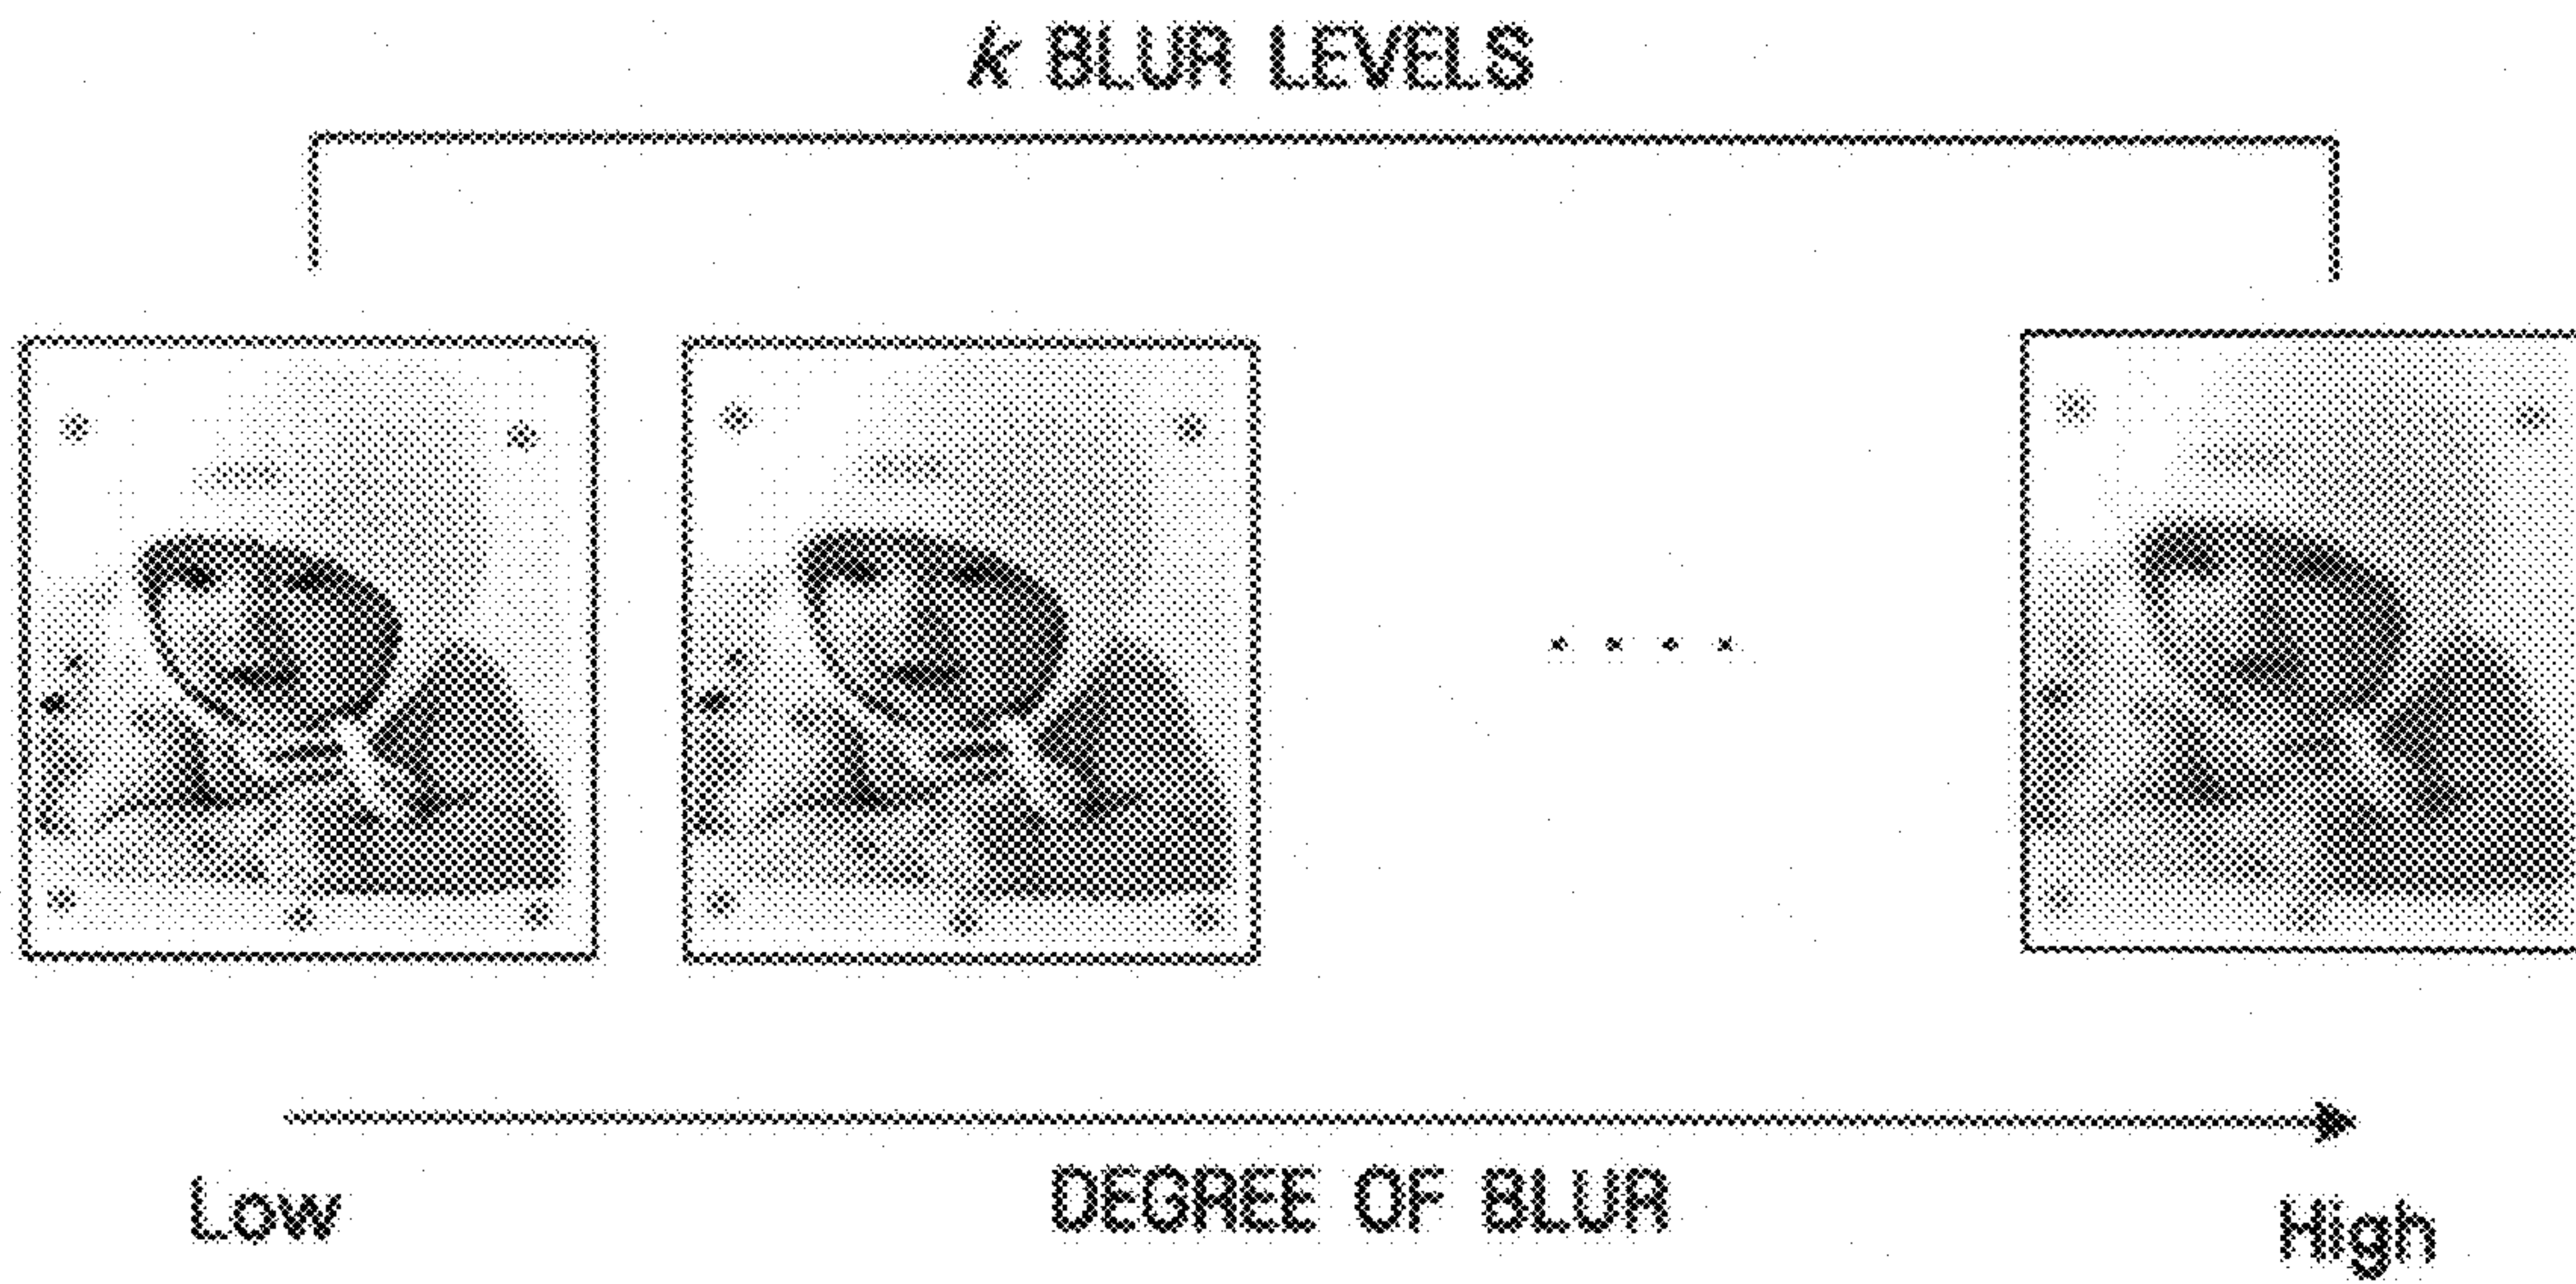 k BLUR LEVELS
. . . .
Low
DEGREE OF BLUR
High